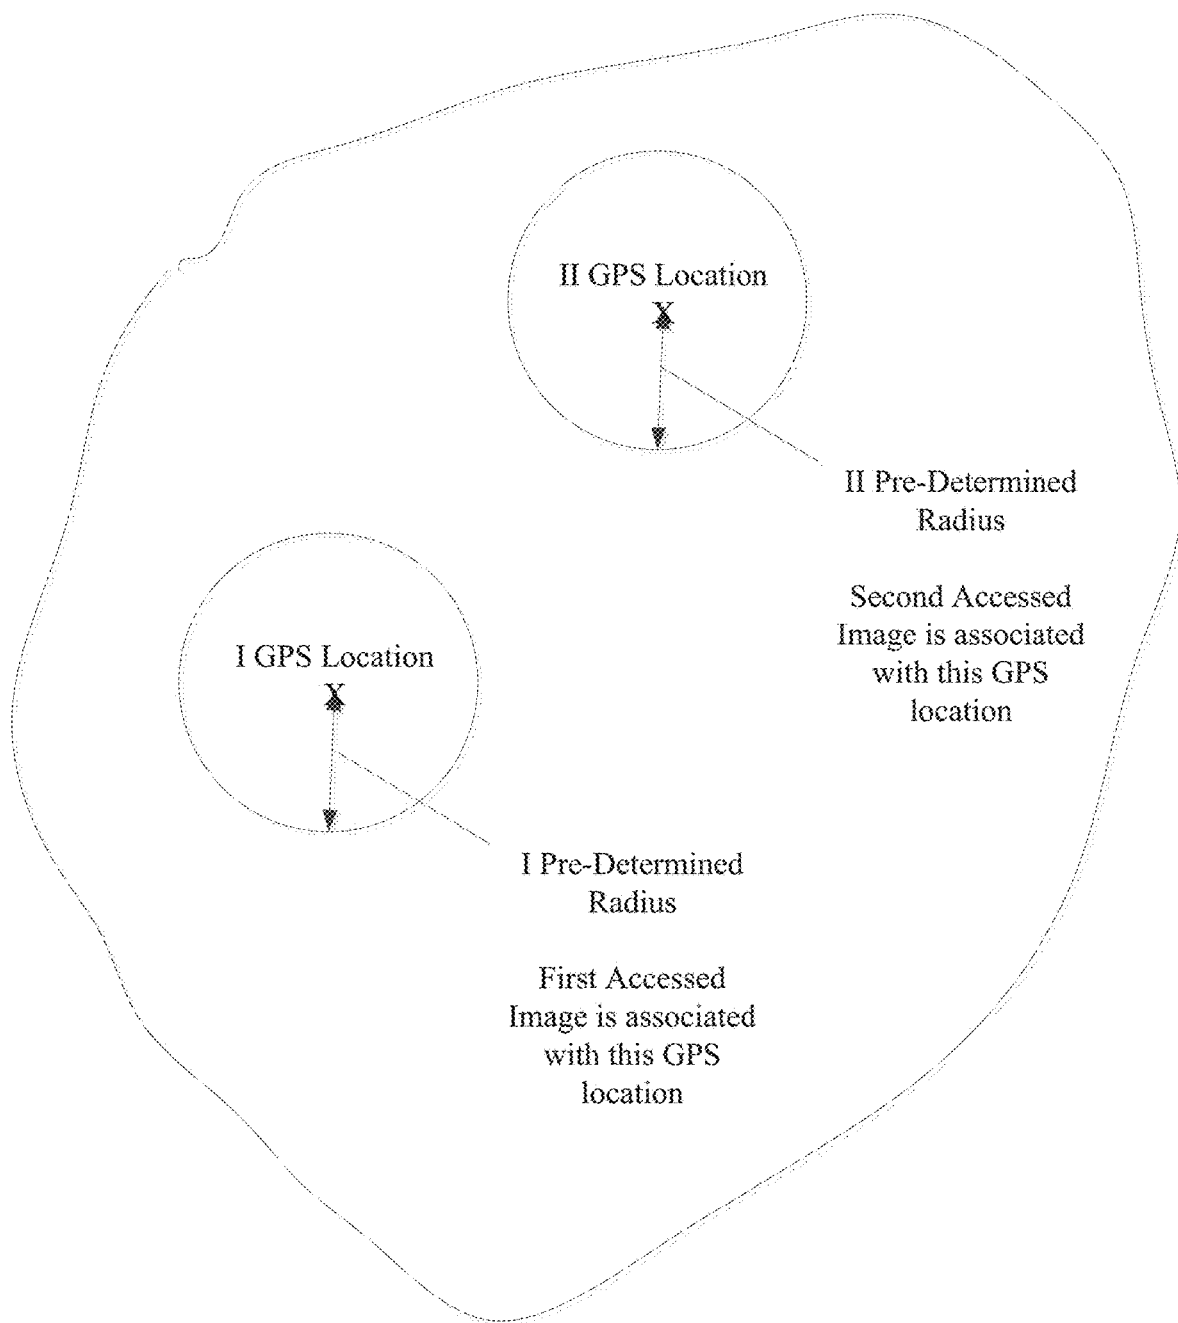 II GPS Location
X
II Pre-Determined
Radius
Second Accessed
Image is associated
with this GPS
location
I GPS Location
X
I Pre-Determined
Radius
First Accessed
Image is associated
with this GPS
location